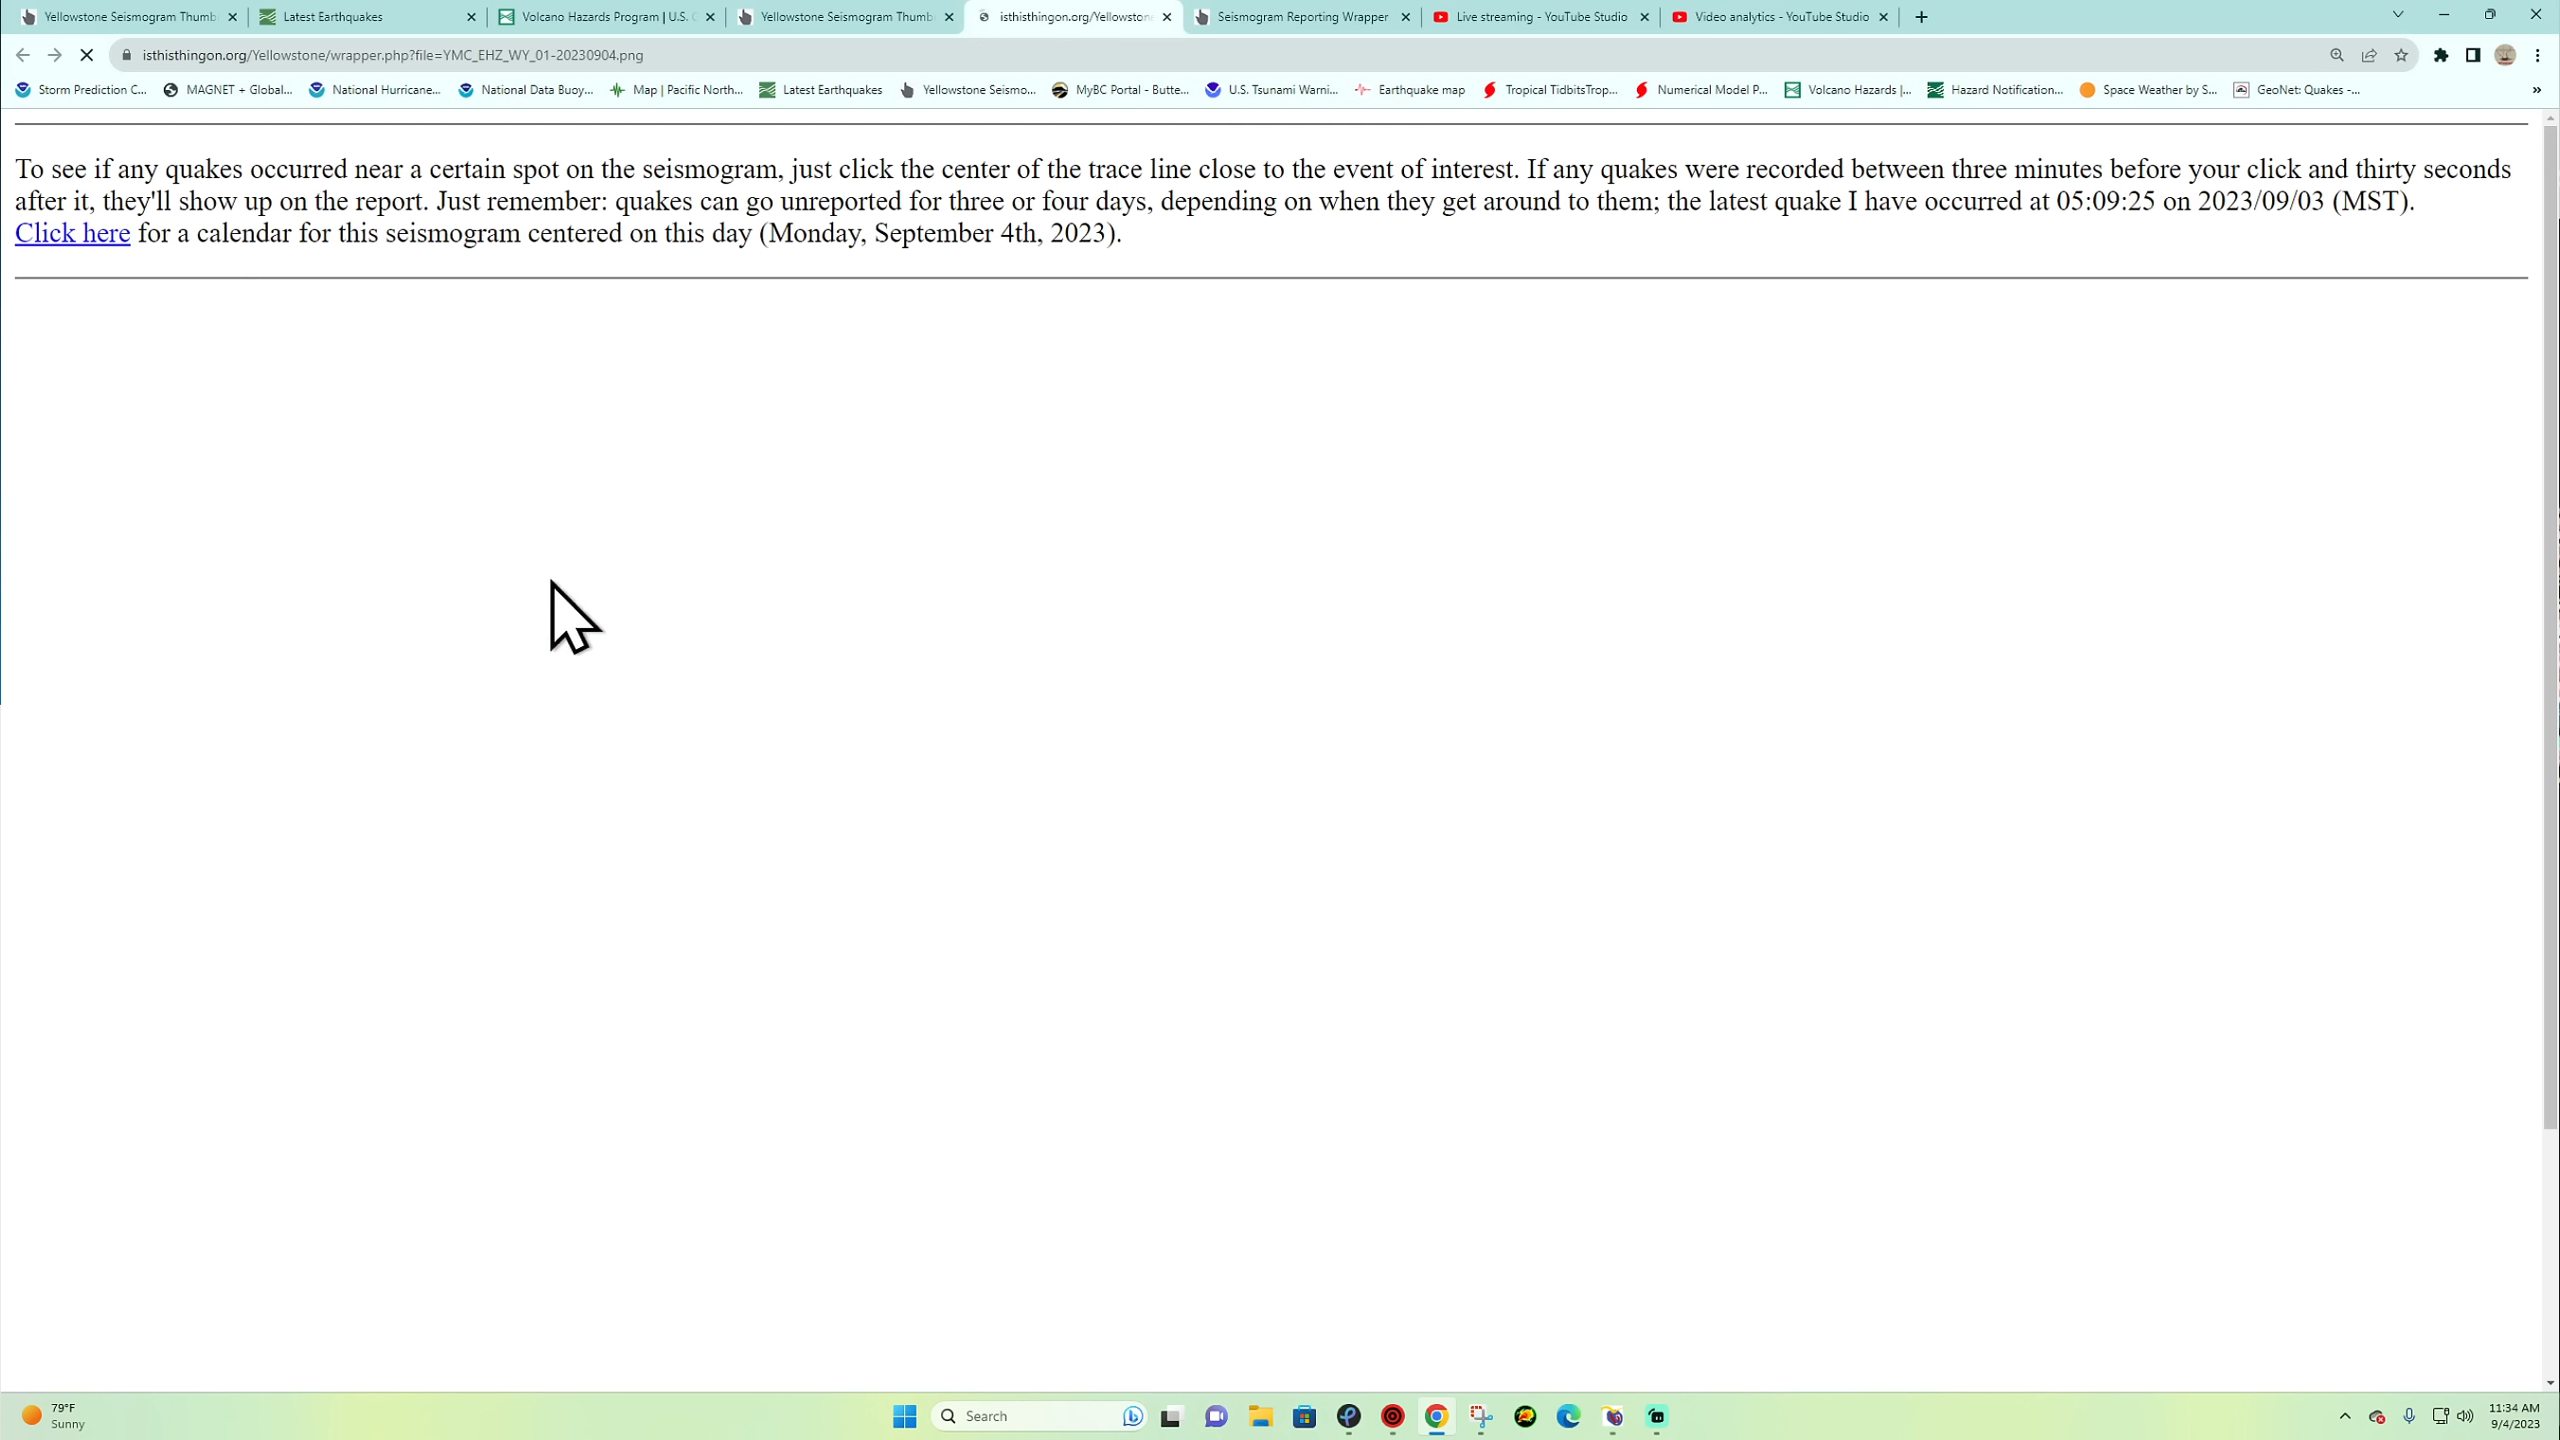 Yellowstone Seismogram Thumb
Latest Earthquakes
Volcano Hazards Program | U.S. G
Yellowstone Seismogram Thumb
isthisthingon.org/Yellowstone
Seismogram Reporting Wrapper
Live streaming - YouTube Studio
Video analytics - YouTube Studio
isthisthingon.org/Yellowstone/wrapper.php?file=YMC_EHZ_WY_01-20230904.png
Storm Prediction C...
MAGNET + Global...
National Hurricane...
National Data Buoy...
Map | Pacific North...
Latest Earthquakes
Yellowstone Seismo...
MyBC Portal - Butte...
U.S. Tsunami Warni...
Earthquake map
Tropical TidbitsTrop...
Numerical Model P...
Volcano Hazards |...
Hazard Notification...
Space Weather by S...
GeoNet: Quakes -...
To see if any quakes occurred near a certain spot on the seismogram, just click the center of the trace line close to the event of interest. If any quakes were recorded between three minutes before your click and thirty seconds
after it, they'll show up on the report. Just remember: quakes can go unreported for three or four days, depending on when they get around to them; the latest quake I have occurred at 05:09:25 on 2023/09/03 (MST).
Click here for a calendar for this seismogram centered on this day (Monday, September 4th, 2023).
79°F
Sunny
Search
11:34 AM
9/4/2023